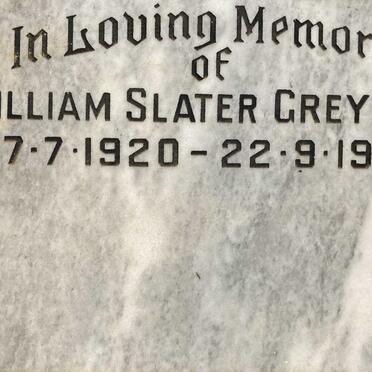 In Loving Memor
of
ILLIAM SLATER GREY
7·7·1920 – 22·9·19